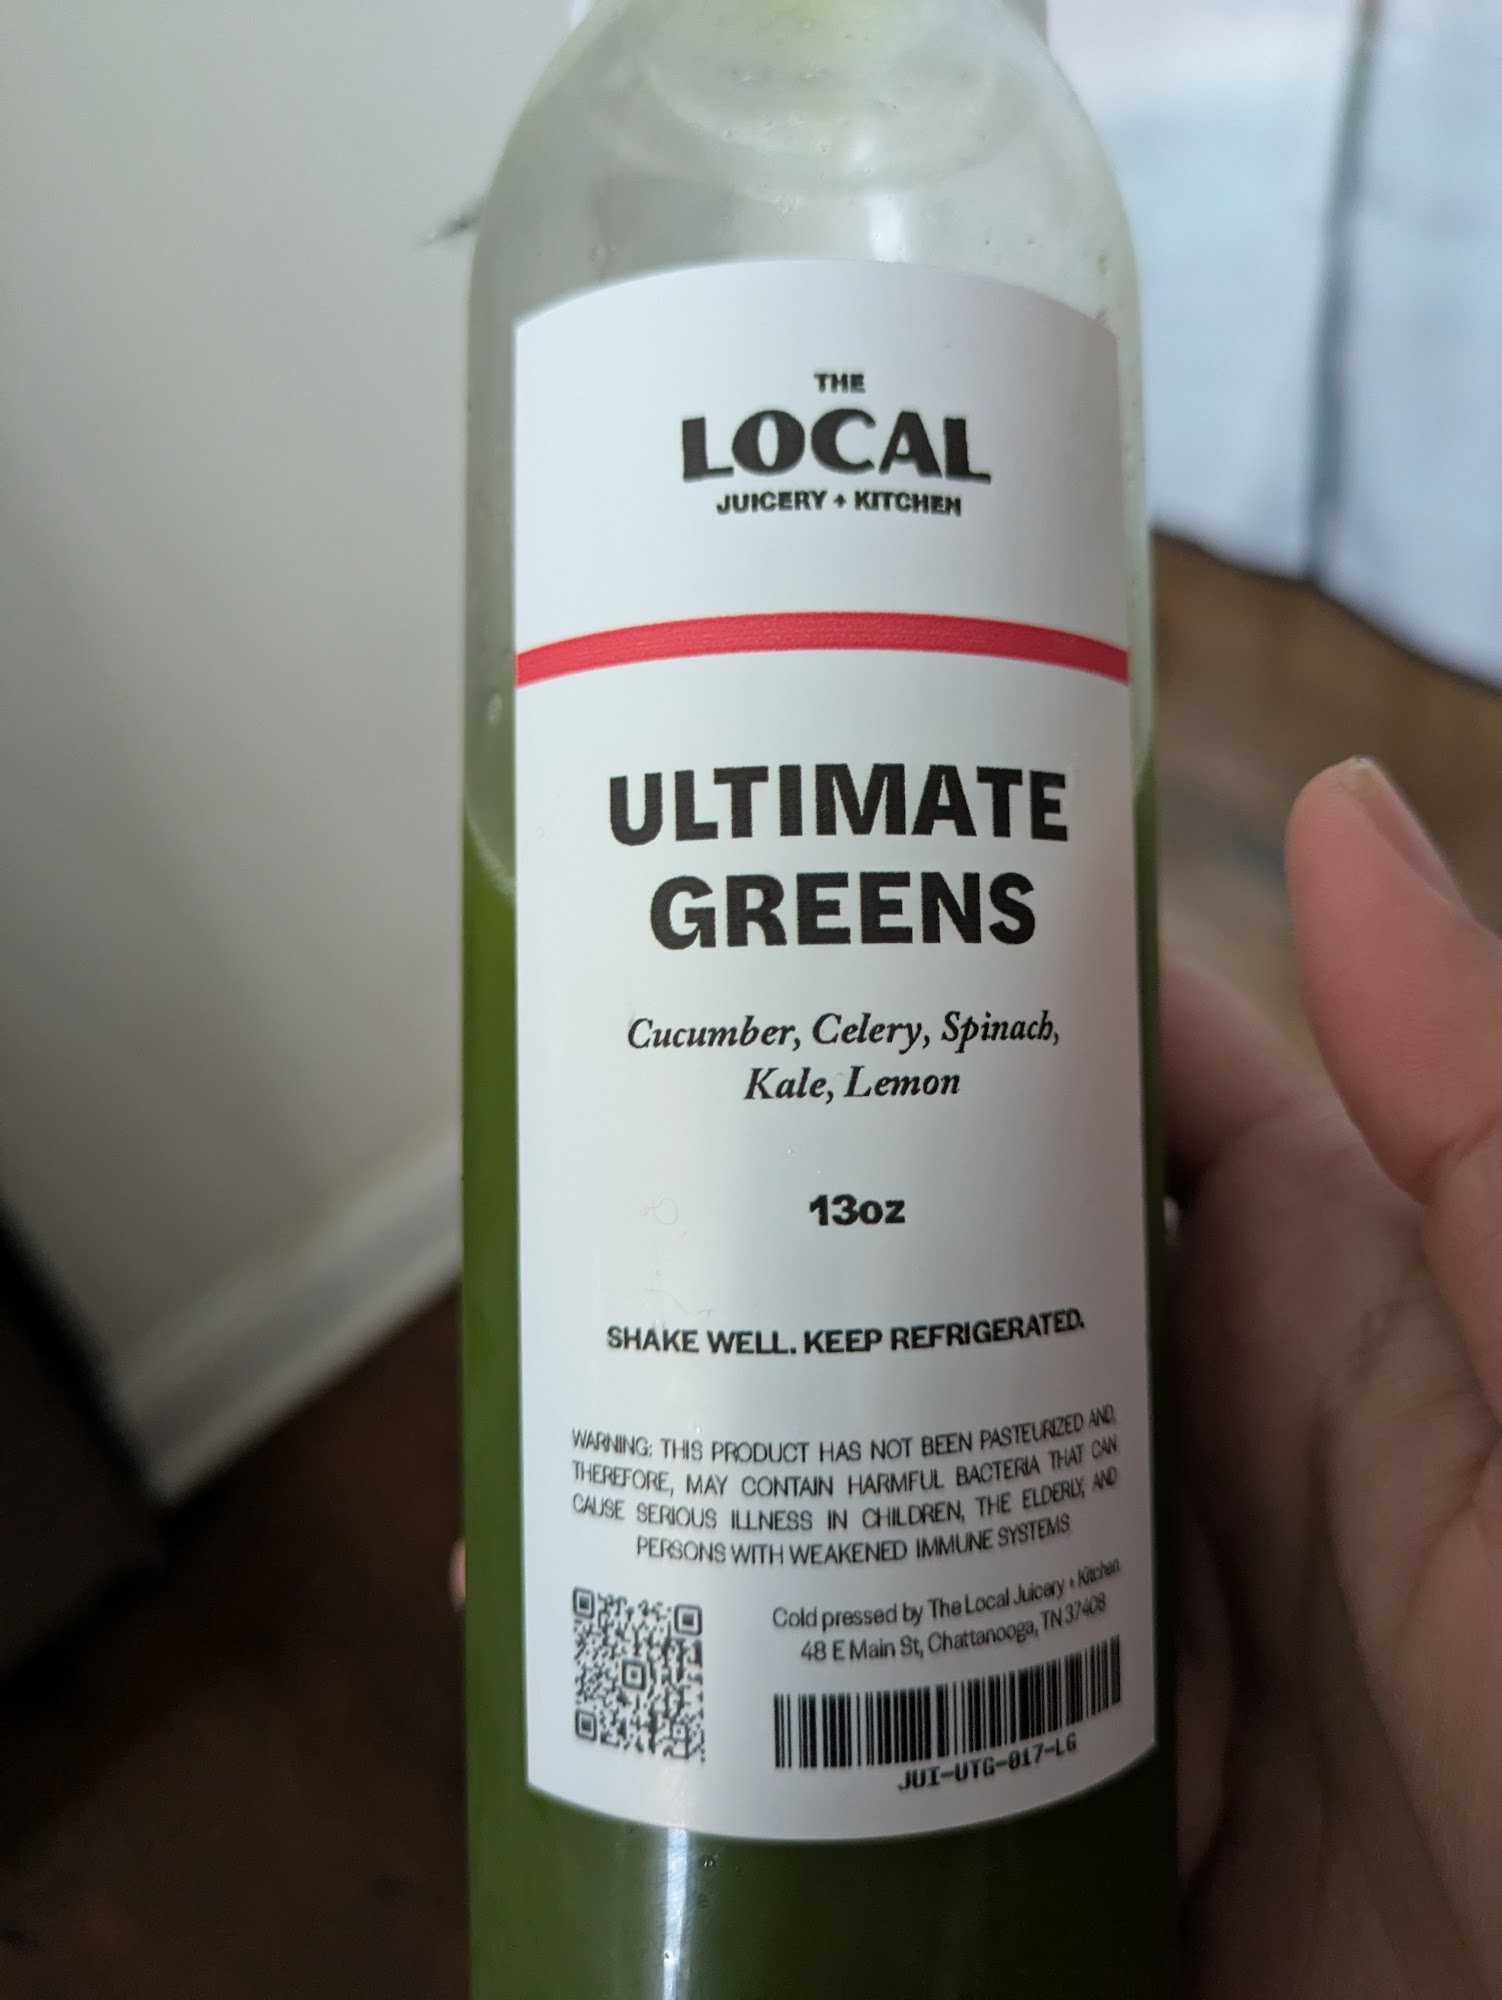 THE
LOCAL
JUICERY + KITCHEN
ULTIMATE
GREENS
Cucumber, Celery, Spinach,
Kale, Lemon
13oz
SHAKE WELL. KEEP REFRIGERATED.
WARNING: THIS PRODUCT HAS NOT BEEN PASTEURIZED AND,
THEREFORE, MAY CONTAIN HARMFUL BACTERIA THAT CAN
CAUSE SERIOUS ILLNESS IN CHILDREN, THE ELDERLY, AND
PERSONS WITH WEAKENED IMMUNE SYSTEMS
Cold pressed by The Local Juicery + Kitchen
48 E Main St, Chattanooga, TN 37408
JUI-UTG-017-LG